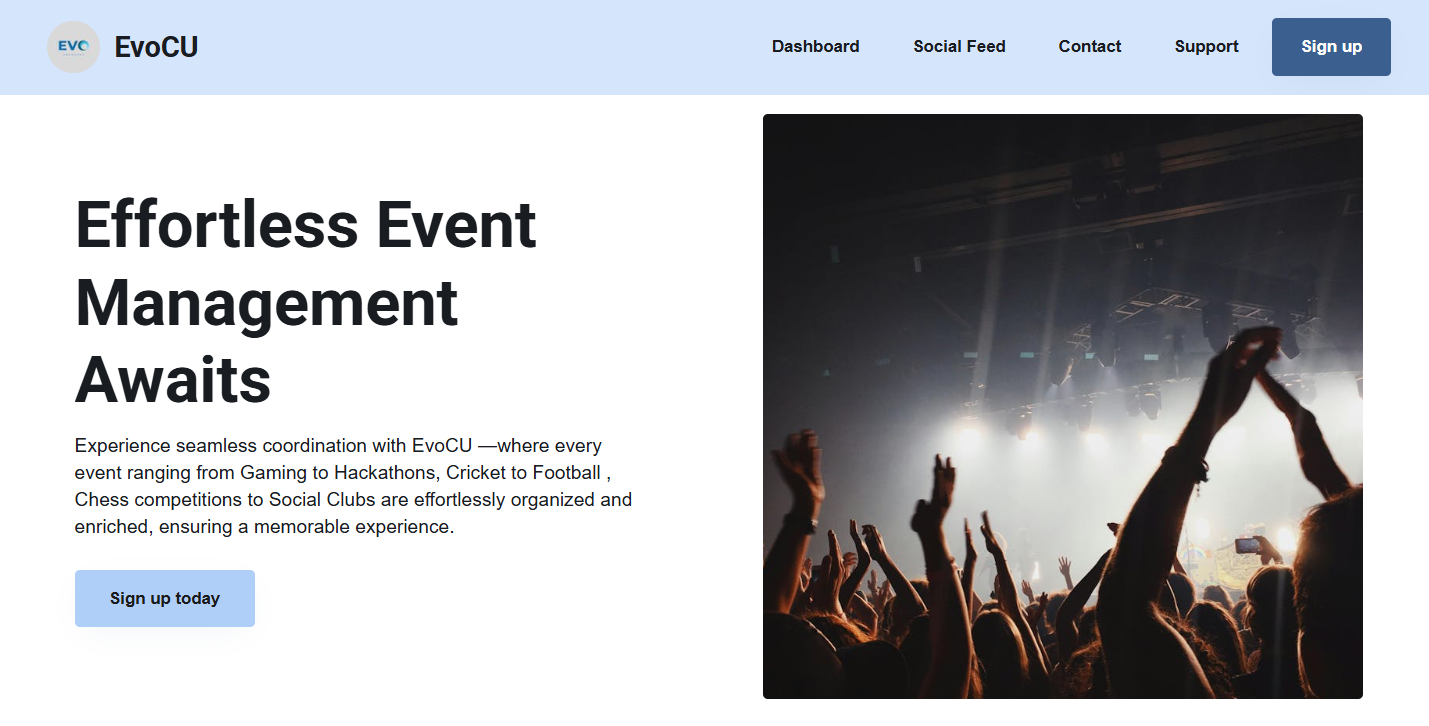 EVO
EvoCU
Dashboard
Social Feed
Contact
Support
Sign up
Effortless Event
Management
Awaits
Experience seamless coordination with EvoCU —where every
event ranging from Gaming to Hackathons, Cricket to Football ,
Chess competitions to Social Clubs are effortlessly organized and
enriched, ensuring a memorable experience.
Sign up today